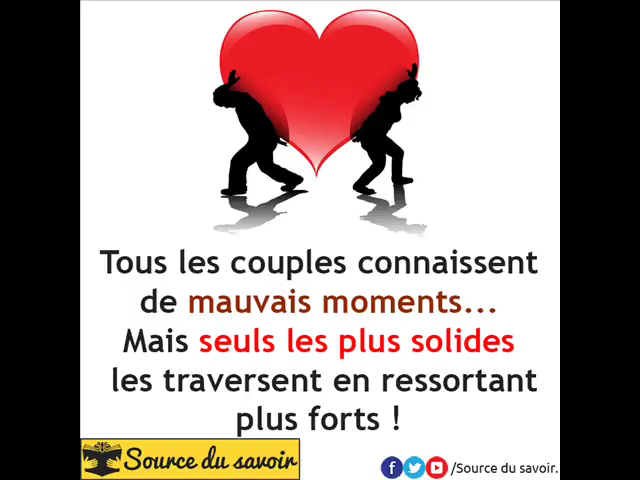 Tous les couples connaissent
de mauvais moments...
Mais seuls les plus solides
les traversent en ressortant
plus forts !
Source du savoir
/Source du savoir.